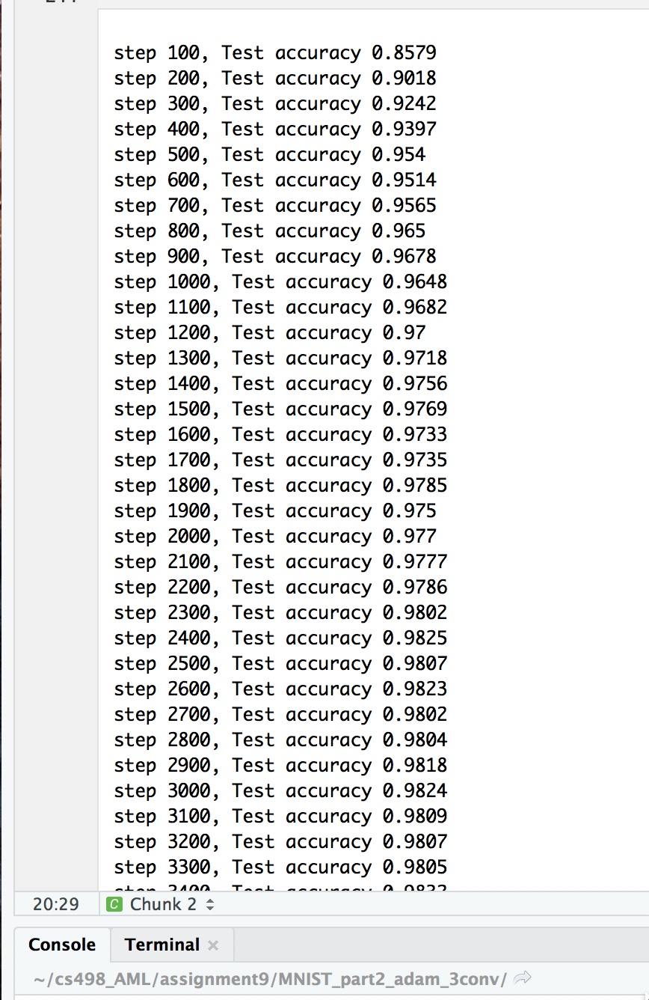 step 100, Test accuracy 0.8579
step 200, Test accuracy 0.9018
step 300, Test accuracy 0.9242
step 400, Test accuracy 0.9397
step 500, Test accuracy 0.954
step 600, Test accuracy 0.9514
step 700, Test accuracy 0.9565
step 800, Test accuracy 0.965
step 900, Test accuracy 0.9678
step 1000, Test accuracy 0.9648
step 1100, Test accuracy 0.9682
step 1200, Test accuracy 0.97
step 1300, Test accuracy 0.9718
step 1400, Test accuracy 0.9756
step 1500, Test accuracy 0.9769
step 1600, Test accuracy 0.9733
step 1700, Test accuracy 0.9735
step 1800, Test accuracy 0.9785
step 1900, Test accuracy 0.975
step 2000, Test accuracy 0.977
step 2100, Test accuracy 0.9777
step 2200, Test accuracy 0.9786
step 2300, Test accuracy 0.9802
step 2400, Test accuracy 0.9825
step 2500, Test accuracy 0.9807
step 2600, Test accuracy 0.9823
step 2700, Test accuracy 0.9802
step 2800, Test accuracy 0.9804
step 2900, Test accuracy 0.9818
step 3000, Test accuracy 0.9824
step 3100, Test accuracy 0.9809
step 3200, Test accuracy 0.9807
step 3300, Test accuracy 0.9805
step 3400, Test accuracy
20:29 C Chunk 2
Console Terminal
~/cs498_AML/assignment9/MNIST_part2_adam_3conv/